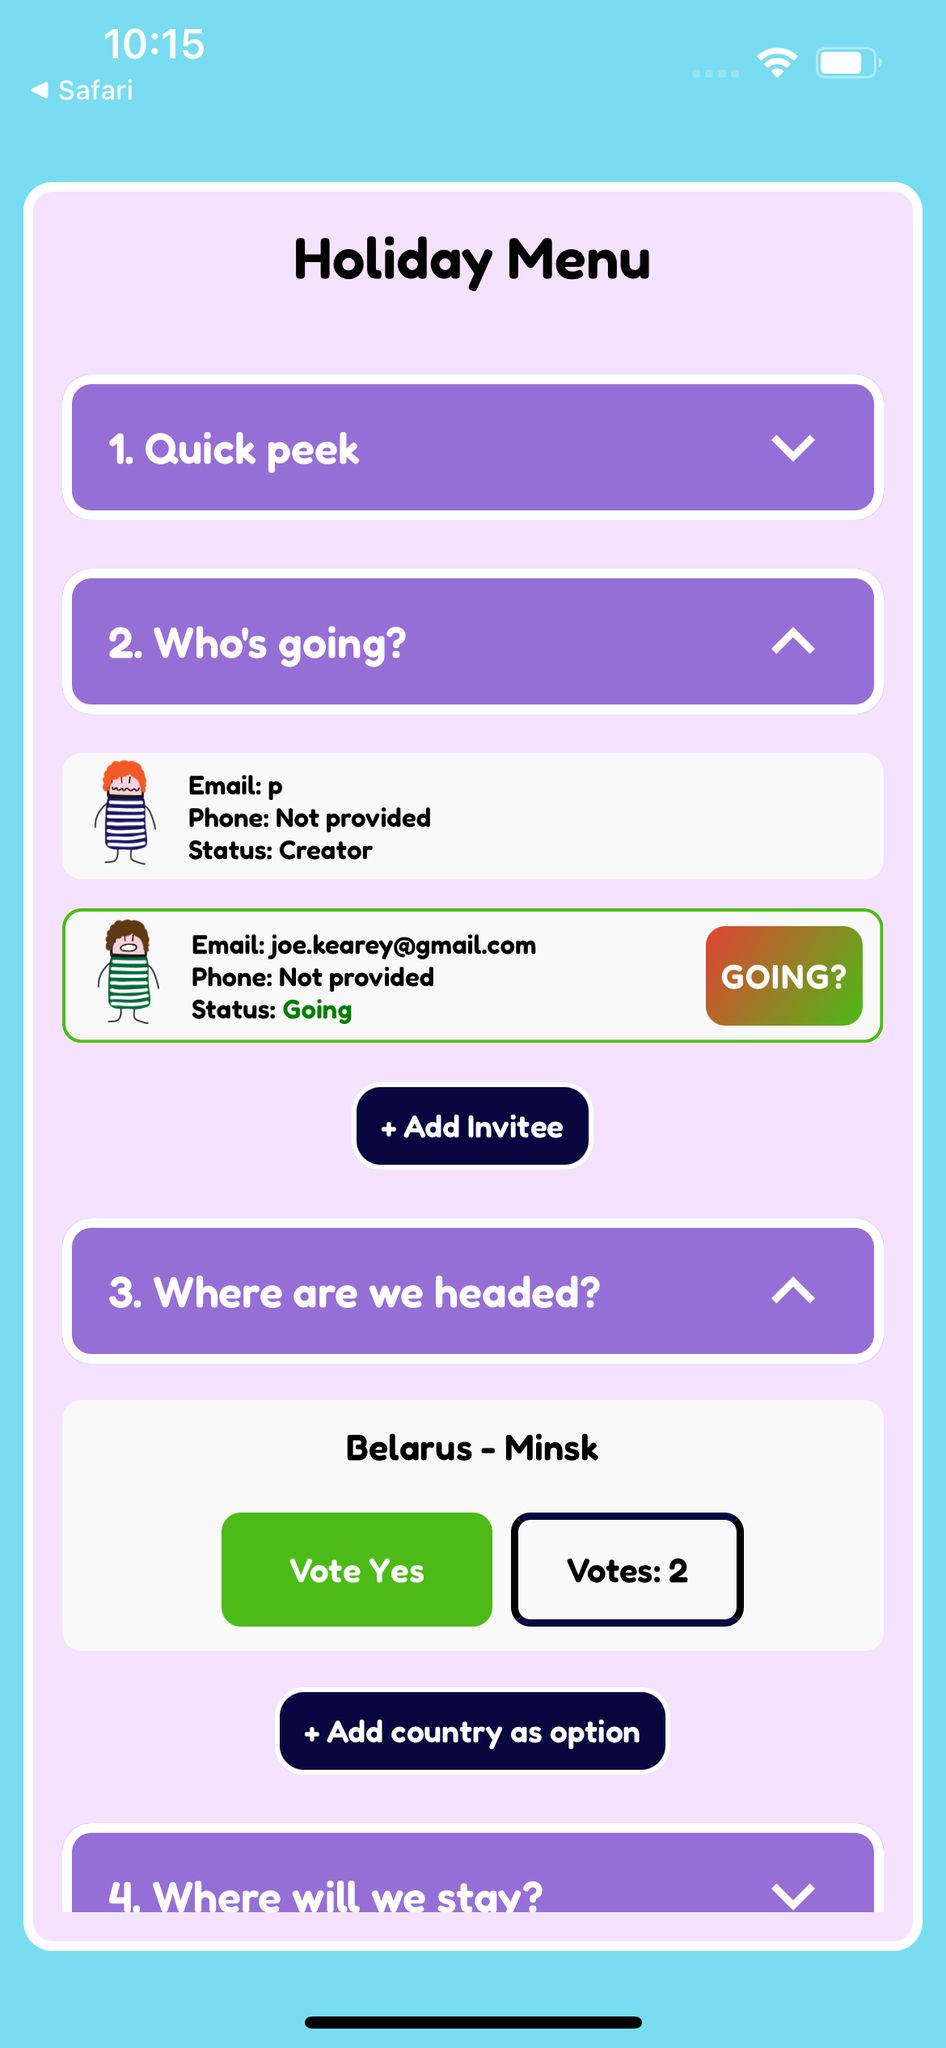 10:15
◀ Safari
Holiday Menu
1. Quick peek
2. Who's going?
Email: p
Phone: Not provided
Status: Creator
Email: joe.kearey@gmail.com
Phone: Not provided
Status: Going
GOING?
+ Add Invitee
3. Where are we headed?
Belarus - Minsk
Vote Yes
Votes: 2
+ Add country as option
4. Where will we stay?